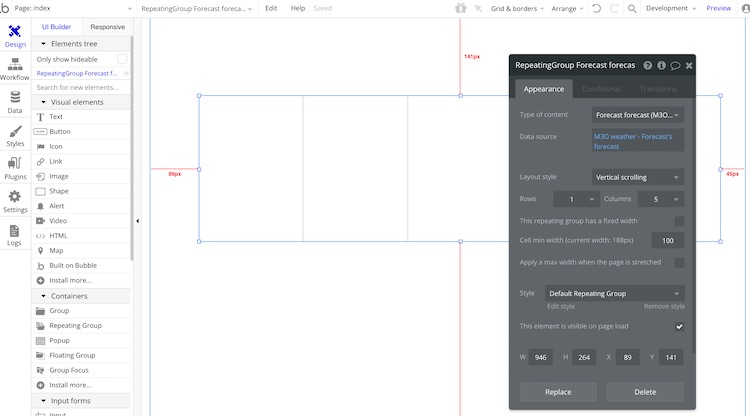 Page: index
RepeatingGroup Forecast foreca...
Edit
Help
Saved
Grid & borders
Arrange
Development
Preview
Design
Workflow
Data
Styles
Plugins
Settings
Logs
UI Builder
Responsive
Elements tree
Only show hideable
RepeatingGroup Forecast f...
Search for new elements...
Visual elements
Text
Button
Icon
Link
Image
Shape
Alert
Video
HTML
Map
Built on Bubble
Install more...
Containers
Group
Repeating Group
Popup
Floating Group
Group Focus
Install more...
Input forms
141px
89px
45px
RepeatingGroup Forecast forecas
Appearance
Conditional
Transitions
Type of content
Forecast forecast (M3O...
Data source
M3O weather - Forecast's
forecast
Layout style
Vertical scrolling
Rows
1
Columns
5
This repeating group has a fixed width
Cell min width (current width: 188px)
100
Apply a max width when the page is stretched
Style
Default Repeating Group
Edit style
Remove style
This element is visible on page load
W
946
H
264
X
89
Y
141
Replace
Delete